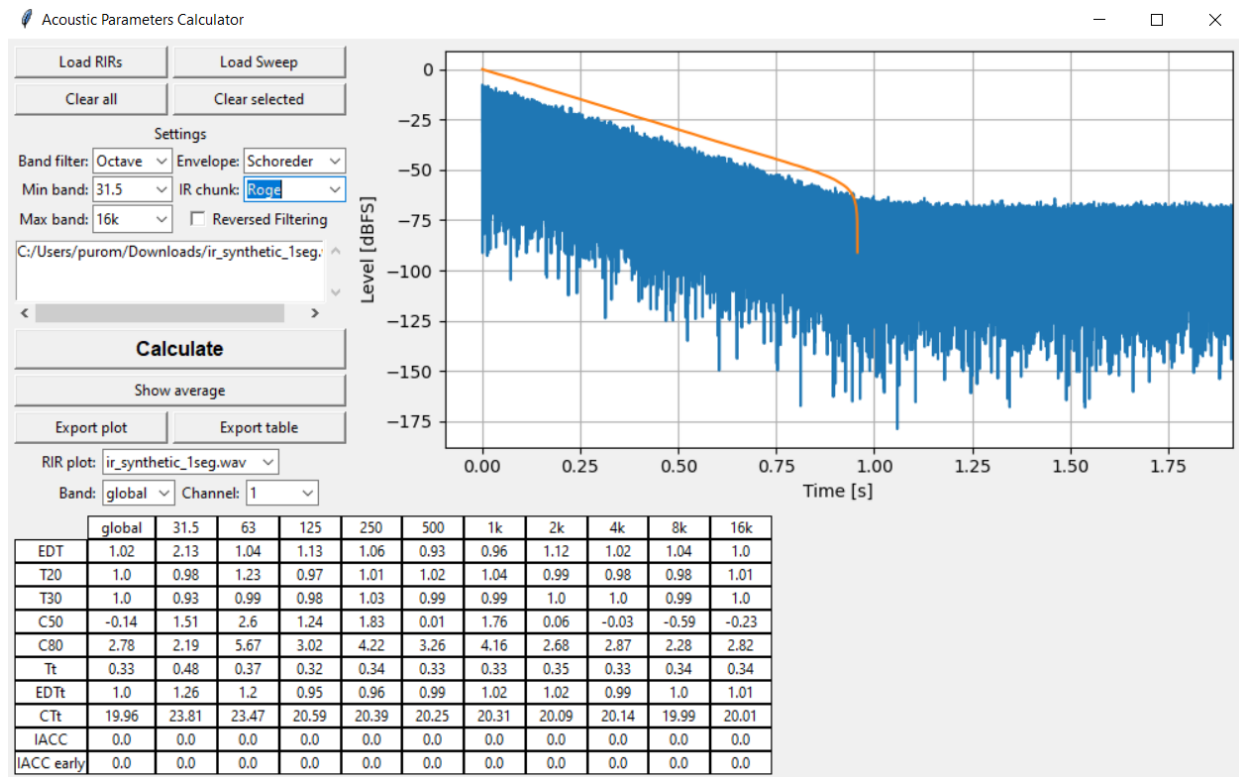 Acoustic Parameters Calculator
Load RIRs Load Sweep
Clear all Clear selected
Settings
Band filter: Octave Envelope: Schoreder
Min band: 31.5 IR chunk: Roge
Max band: 16k Reversed Filtering
C:/Users/purom/Downloads/ir_synthetic_1seg.
Calculate
Show average
Export plot Export table
RIR plot: ir_synthetic_1seg.wav
Band: global Channel: 1
Level [dBFS]
0
−25
−50
−75
−100
−125
−150
−175
0.00 0.25 0.50 0.75 1.00 1.25 1.50 1.75
Time [s]
global 31.5 63 125 250 500 1k 2k 4k 8k 16k
EDT 1.02 2.13 1.04 1.13 1.06 0.93 0.96 1.12 1.02 1.04 1.0
T20 1.0 0.98 1.23 0.97 1.01 1.02 1.04 0.99 0.98 0.98 1.01
T30 1.0 0.93 0.99 0.98 1.03 0.99 0.99 1.0 1.0 0.99 1.0
C50 -0.14 1.51 2.6 1.24 1.83 0.01 1.76 0.06 -0.03 -0.59 -0.23
C80 2.78 2.19 5.67 3.02 4.22 3.26 4.16 2.68 2.87 2.28 2.82
Tt 0.33 0.48 0.37 0.32 0.34 0.33 0.33 0.35 0.33 0.34 0.34
EDTt 1.0 1.26 1.2 0.95 0.96 0.99 1.02 1.02 0.99 1.0 1.01
CTt 19.96 23.81 23.47 20.59 20.39 20.25 20.31 20.09 20.14 19.99 20.01
IACC 0.0 0.0 0.0 0.0 0.0 0.0 0.0 0.0 0.0 0.0 0.0
IACC early 0.0 0.0 0.0 0.0 0.0 0.0 0.0 0.0 0.0 0.0 0.0